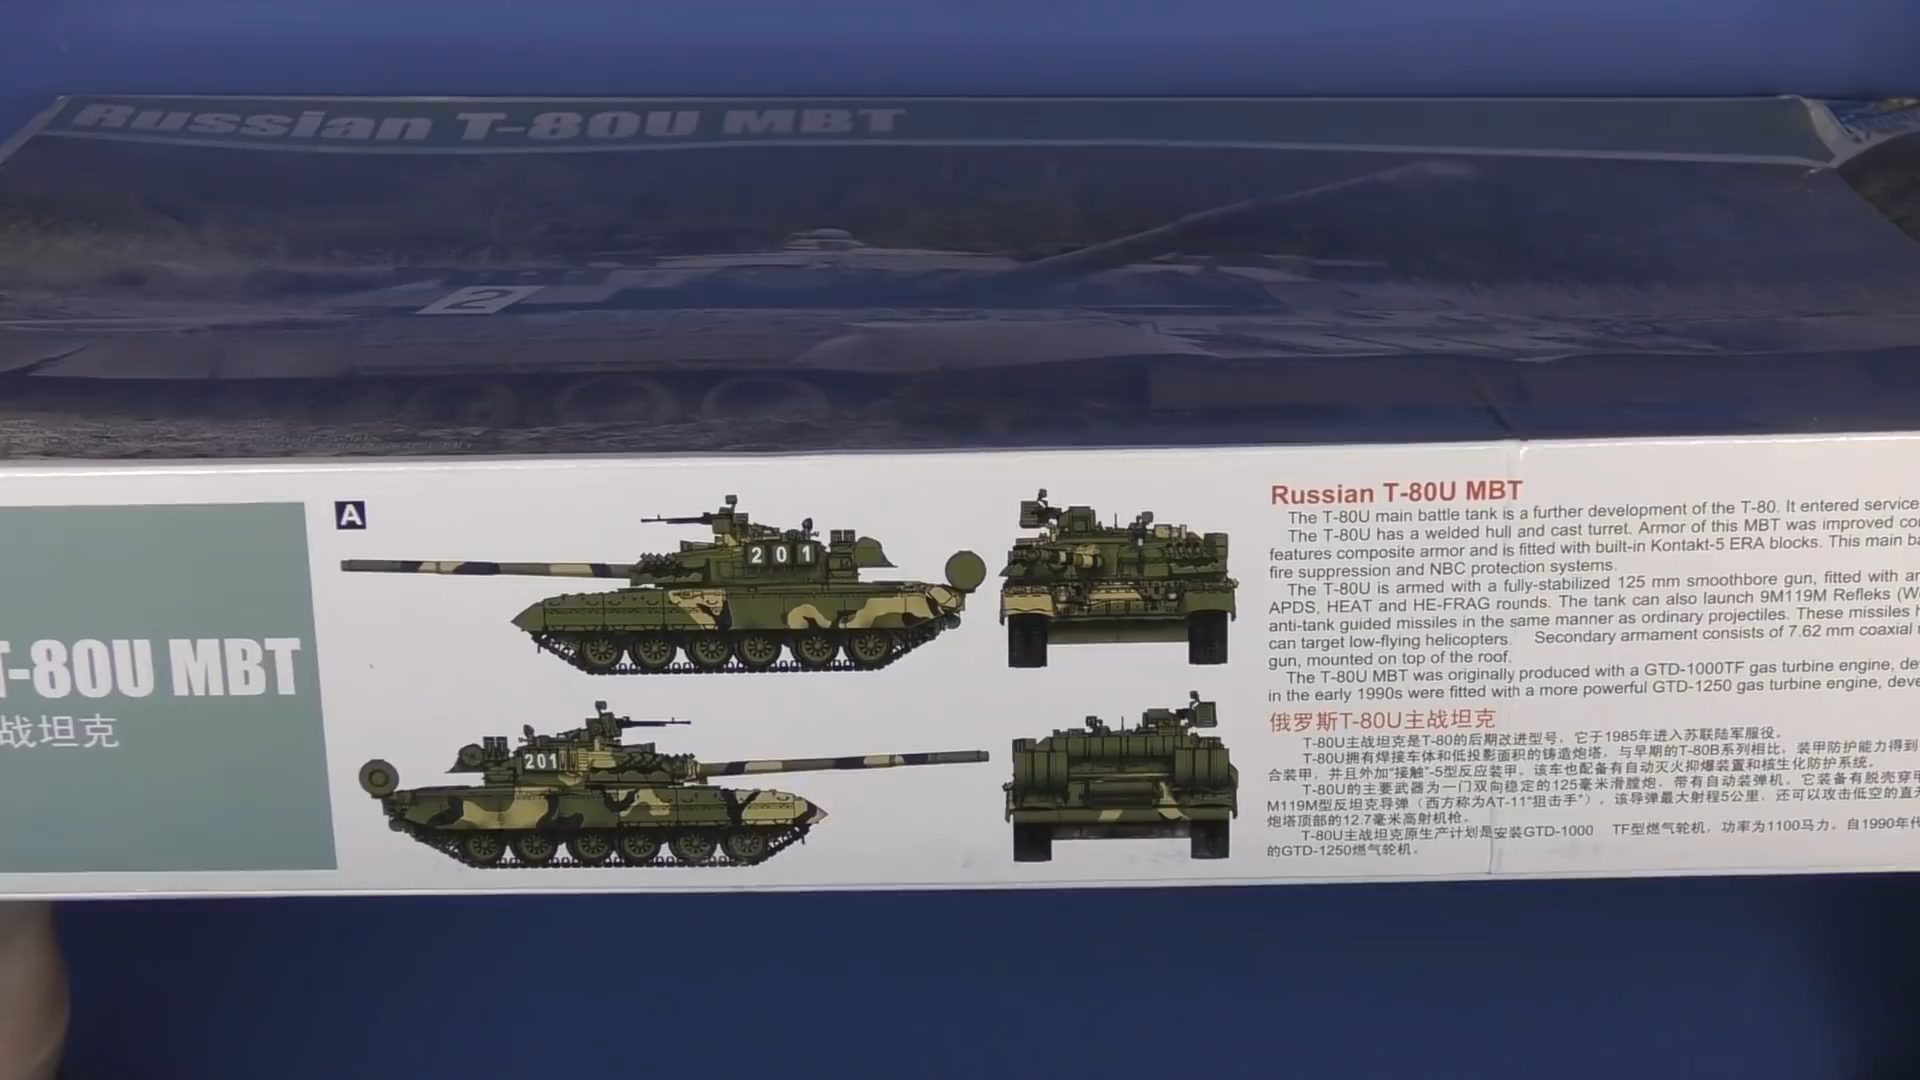 Russian T-80U MBT
2
T-80U MBT
战坦克
A
201
201
Russian T-80U MBT
The T-80U main battle tank is a further development of the T-80. It entered service
The T-80U has a welded hull and cast turret. Armor of this MBT was improved
features composite armor and is fitted with built-in Kontakt-5 ERA blocks. This main
fire suppression and NBC protection systems.
The T-80U is armed with a fully-stabilized 125 mm smoothbore gun, fitted with
APDS, HEAT and HE-FRAG rounds. The tank can also launch 9M119M Refleks
anti-tank guided missiles in the same manner as ordinary projectiles. These missiles
can target low-flying helicopters. Secondary armament consists of 7.62 mm coaxial
gun, mounted on top of the roof.
The T-80U MBT was originally produced with a GTD-1000TF gas turbine engine,
in the early 1990s were fitted with a more powerful GTD-1250 gas turbine engine,
俄罗斯T-80U主战坦克
T-80U主战坦克是T-80的后期改进型号，它于1985年进入苏联陆军服役。
T-80U拥有焊接车体和低投影面积的铸造炮塔，与早期的T-80B系列相比，装甲防护能力得到
合装甲，并且外加“接触”-5型反应装甲。该车也配备有自动灭火抑爆装置和核生化防护系统。
T-80U的主要武器为一门双向稳定的125毫米滑膛炮，带有自动装弹机。它装备有脱壳穿甲
M119M型反坦克导弹（西方称为AT-11“狙击手”）。该导弹最大射程5公里，还可以攻击低空的直
炮塔顶部的12.7毫米高射机枪。
T-80U主战坦克原生产计划是安装GTD-1000 TF型燃气轮机，功率为1100马力。自1990年代
的GTD-1250燃气轮机。